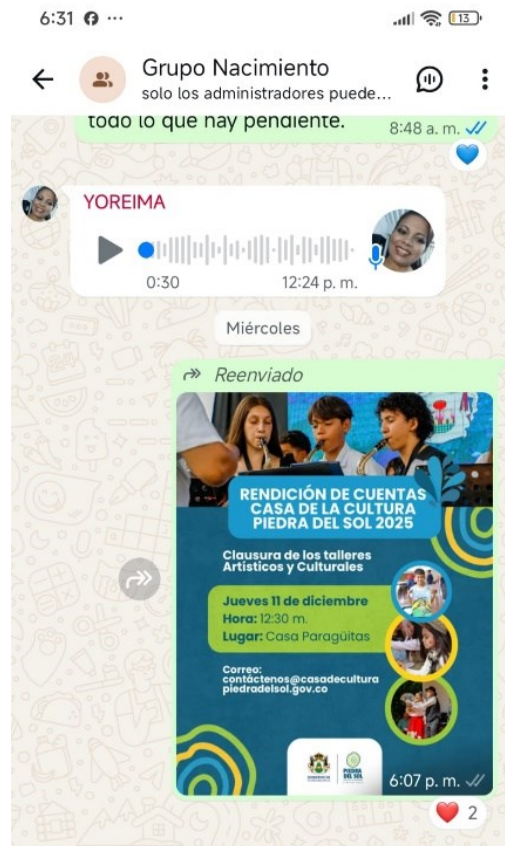 6:31 ...
13
Grupo Nacimiento
solo los administradores puede...
todo lo que hay pendiente.
8:48 a. m.
YOREIMA
0:30
12:24 p. m.
Miércoles
Reenviado
RENDICIÓN DE CUENTAS
CASA DE LA CULTURA
PIEDRA DEL SOL 2025
Clausura de los talleres
Artísticos y Culturales
Jueves 11 de diciembre
Hora: 12:30 m.
Lugar: Casa Paragüitas
Correo:
contáctenos@casadecultura
piedradelsol.gov.co
PIEDRA
DEL SOL
6:07 p. m.
2